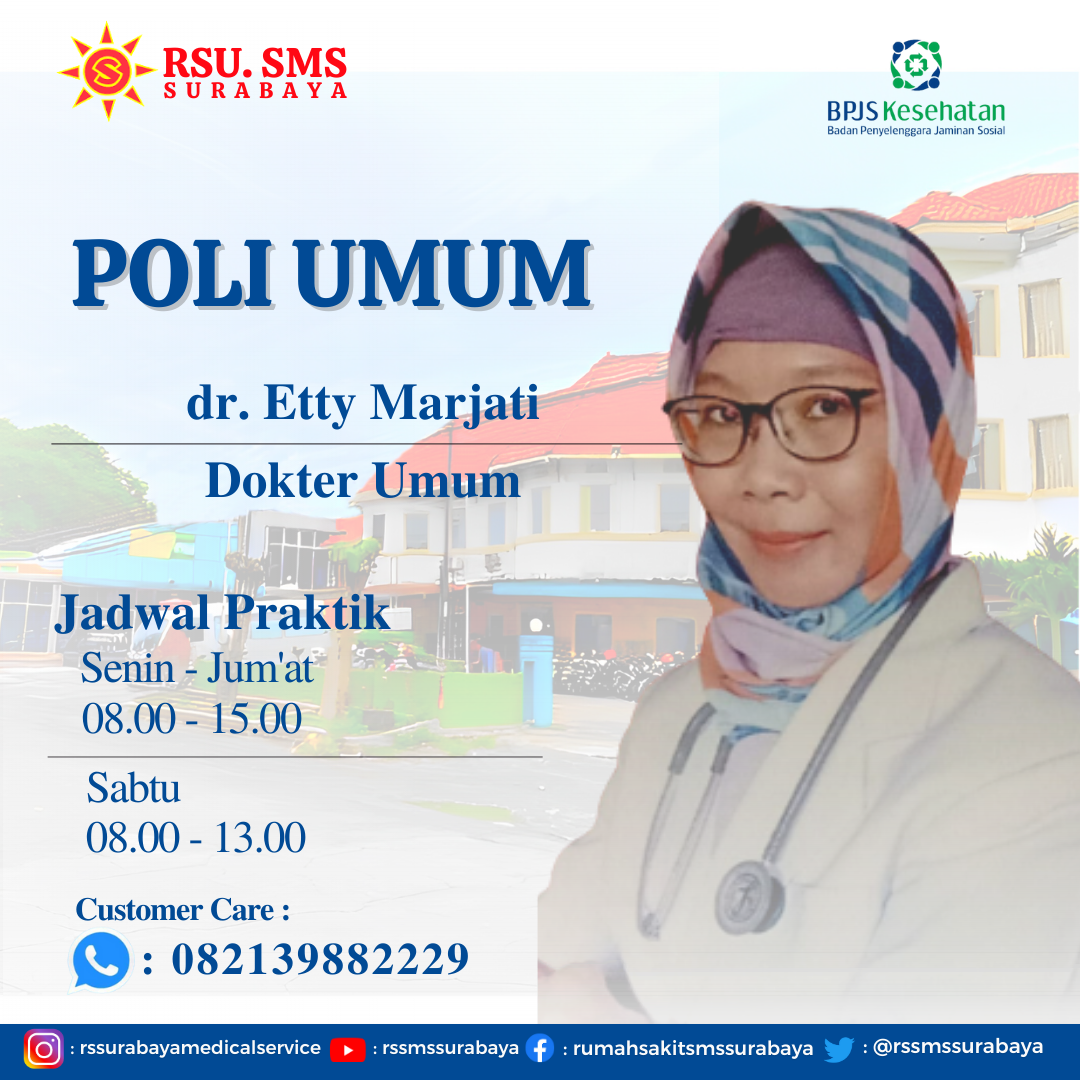 RSU. SMS
SURABAYA
BPJS Kesehatan
Badan Penyelenggara Jaminan Sosial
POLI UMUM
dr. Etty Marjati
Dokter Umum
Jadwal Praktik
Senin - Jum'at
08.00 - 15.00
Sabtu
08.00 - 13.00
Customer Care :
: 082139882229
: rssurabayamedicalservice : rssmssurabaya : rumahsakitsmssurabaya : @rssmssurabaya